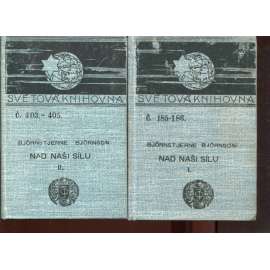 SVĚTOVÁ KNIHOVNA
Č. 403.-405.
BJÖRNSTJERNE BJÖRNSON
NAD NAŠI SÍLU
II.
SVĚTOVÁ KNIHOVNA
Č. 185-186.
BJÖRNSTJERNE BJÖRNSON
NAD NAŠI SÍLU
I.